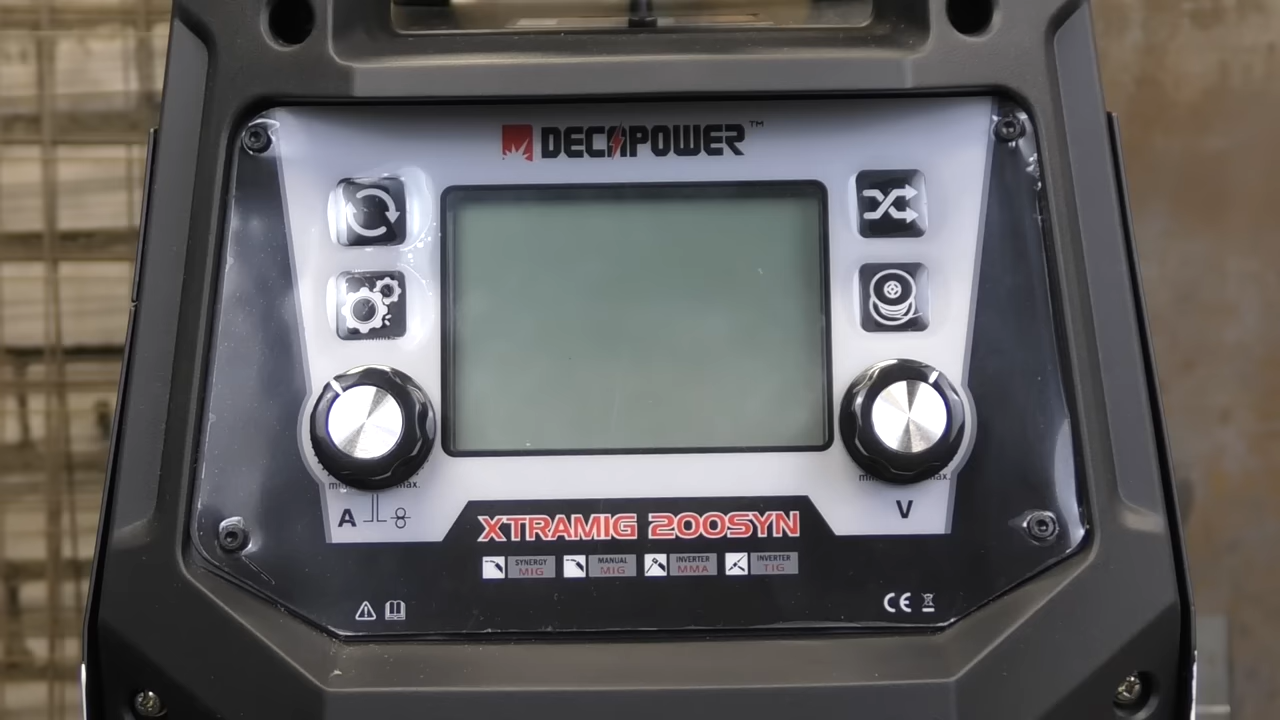 DECAPOWER™
min. max.
min. max.
A
V
XTRAMIG 200SYN
SYNERGY MIG
MANUAL MIG
INVERTER MMA
INVERTER TIG
CE